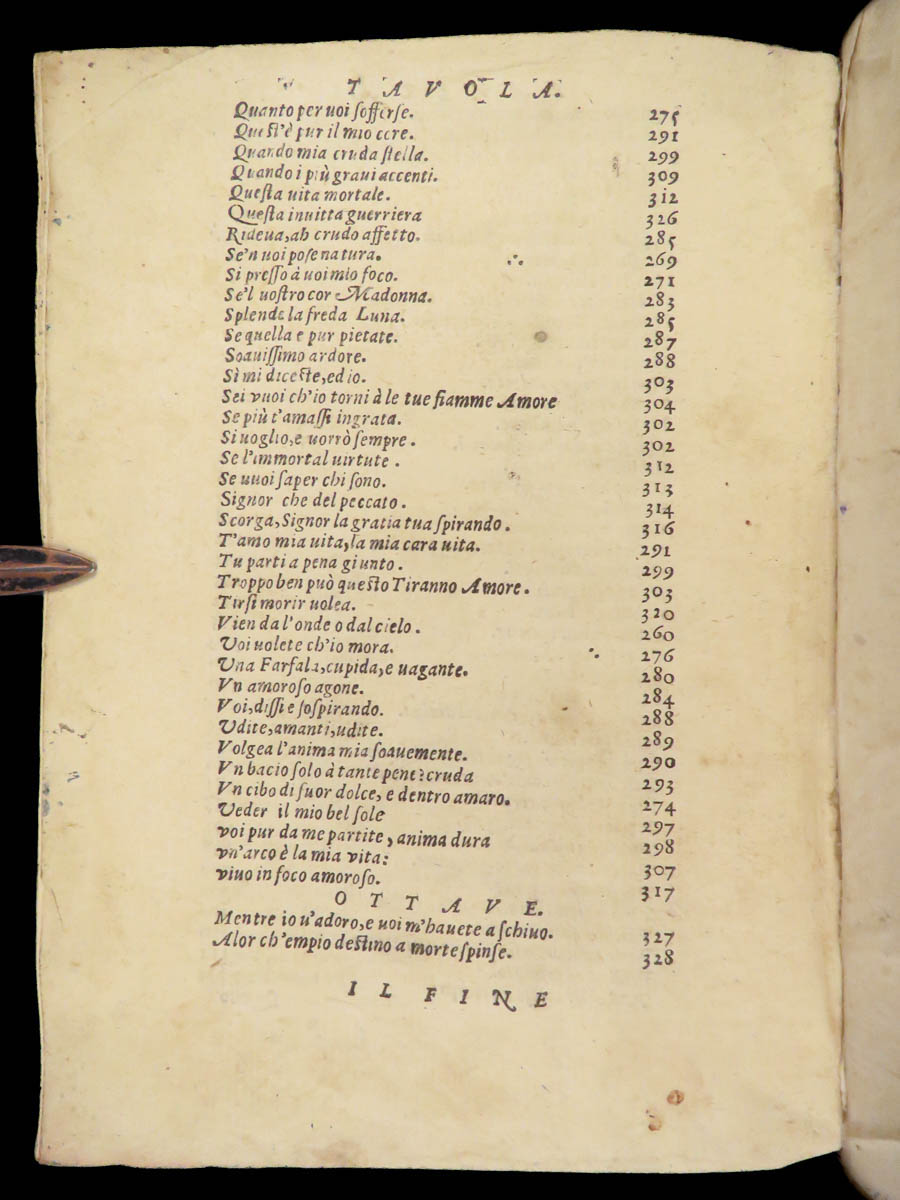 TAVOLA.
Quanto per uoi soffersе. 275
Quest'è pur il mio core. 291
Quando mia cruda stella. 299
Quando i più graui accenti. 309
Questa uita mortale. 312
Questa inuitta guerriera 326
Rideua, ah crudo affetto. 285
Se'n uoi pose natura. 269
Si presso à uoi mio foco. 271
Se'l uostro cor Madonna. 283
Splende la freda Luna. 285
Se quella e pur pietate. 287
Soauissimo ardore. 288
Sì mi diceste, ed io. 303
Sei vuoi ch'io torni à le tue fiamme Amore 304
Se più t'amassi ingrata. 302
Si uoglio, e uorrò sempre. 302
Se l'immortal uirtute. 312
Se uuoi saper chi sono. 313
Signor che del peccato. 314
Scorga, Signor la gratia tua spirando. 316
T'amo mia uita, la mia cara uita. 291
Tu parti a pena giunto. 299
Troppo ben può questo Tiranno Amore. 303
Tirsi morir uolea. 320
Vien da l'onde o dal cielo. 260
Voi uolete ch'io mora. 276
Vna Farfala, cupida, e uagante. 280
Vn amoroso agone. 284
Voi, dissi e sospirando. 288
Vdite, amanti, udite. 289
Volgea l'anima mia soauemente. 290
Vn bacio solo à tante pene? cruda 293
Vn cibo di fuor dolce, e dentro amaro. 274
Veder il mio bel sole 297
voi pur da me partite, anima dura 298
vn'arco è la mia vita: 307
viuo in foco amoroso. 317
OTTAVE.
Mentre io u'adoro, e uoi m'hauete a schiuo. 327
Alor ch'empio destino a morte spinse. 328
IL FINE